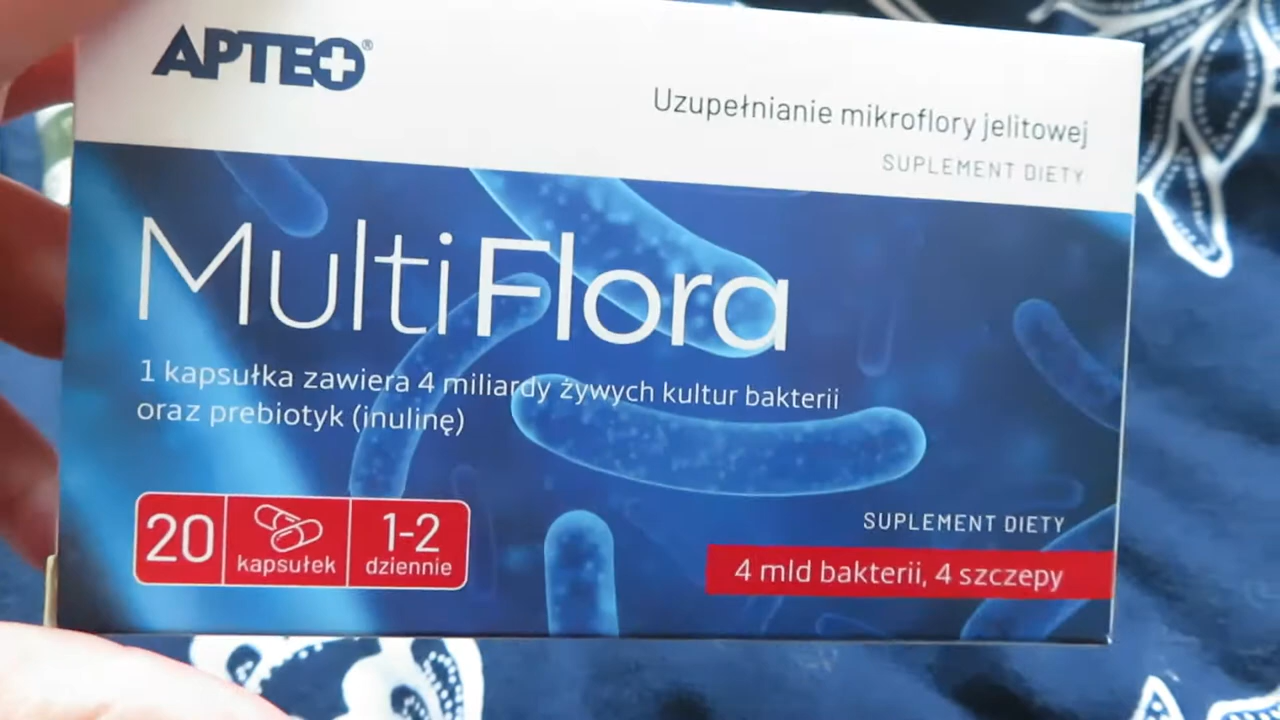 APTEO®
Uzupełnianie mikroflory jelitowej
SUPLEMENT DIETY
MultiFlora
1 kapsułka zawiera 4 miliardy żywych kultur bakterii
oraz prebiotyk (inulinę)
20 kapsułek
1-2 dziennie
SUPLEMENT DIETY
4 mld bakterii, 4 szczepy